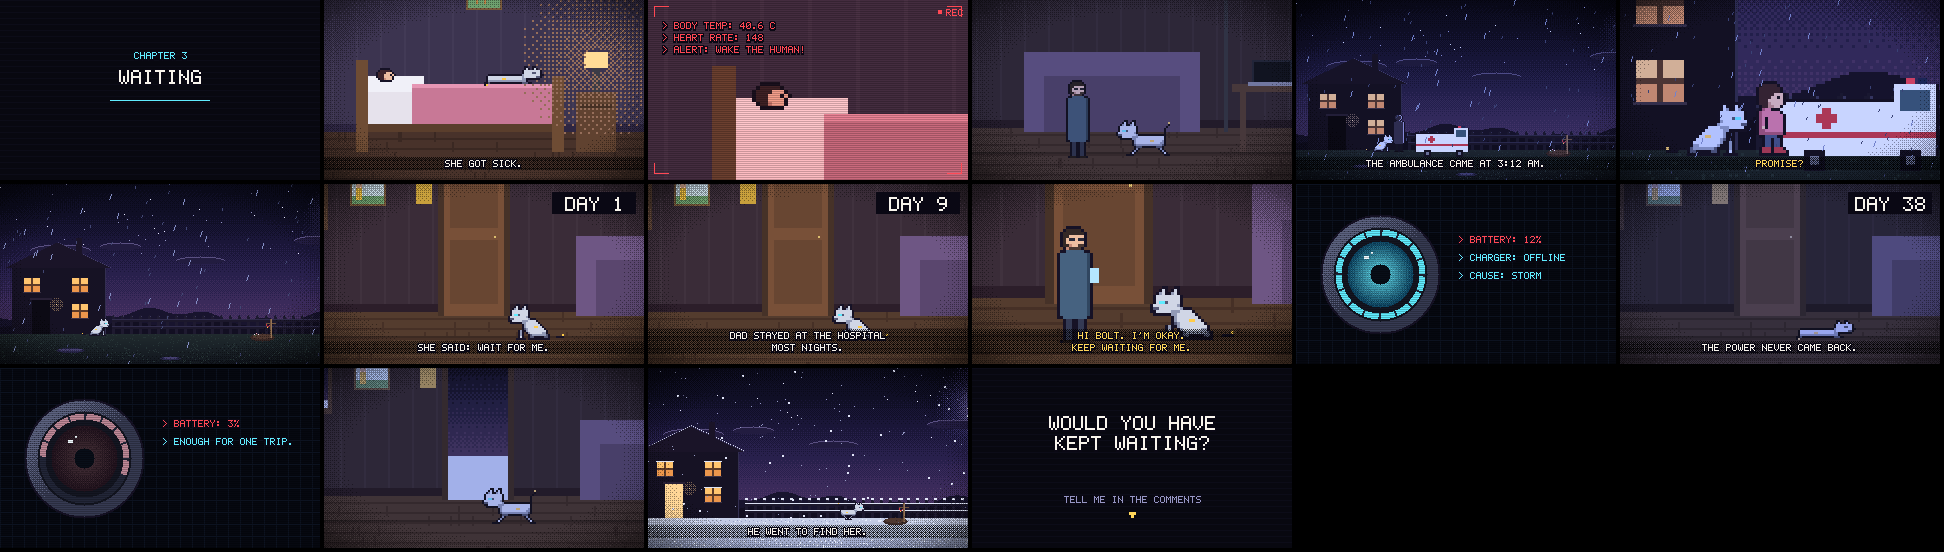 CHAPTER 3
WAITING
SHE GOT SICK.
REC
> BODY TEMP: 40.6 C
> HEART RATE: 148
> ALERT: WAKE THE HUMAN!
THE AMBULANCE CAME AT 3:12 AM.
PROMISE?
DAY 1
SHE SAID: WAIT FOR ME.
DAY 9
DAD STAYED AT THE HOSPITAL
MOST NIGHTS.
HI BOLT. I'M OKAY.
KEEP WAITING FOR ME.
> BATTERY: 12%
> CHARGER: OFFLINE
> CAUSE: STORM
DAY 38
THE POWER NEVER CAME BACK.
> BATTERY: 3%
> ENOUGH FOR ONE TRIP.
HE WENT TO FIND HER.
WOULD YOU HAVE
KEPT WAITING?
TELL ME IN THE COMMENTS